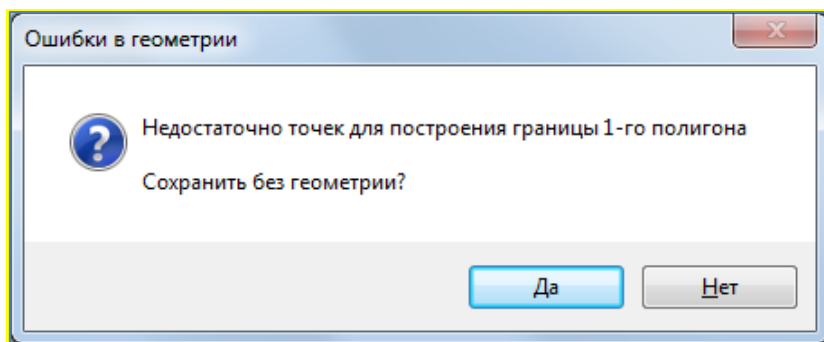 Ошибки в геометрии
Недостаточно точек для построения границы 1-го полигона
Сохранить без геометрии?
Да
Нет